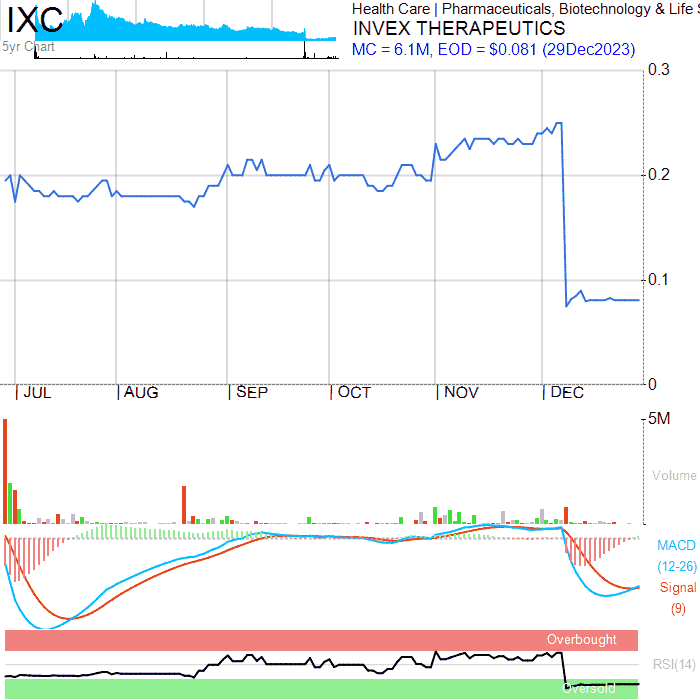 IXC
5yr Chart
Health Care | Pharmaceuticals, Biotechnology & Life S
INVEX THERAPEUTICS
MC = 6.1M, EOD = $0.081 (29Dec2023)
0.3
0.2
0.1
0
JUL AUG SEP OCT NOV DEC
5M
Volume
MACD
(12-26)
Signal
(9)
Overbought
RSI(14)
Oversold